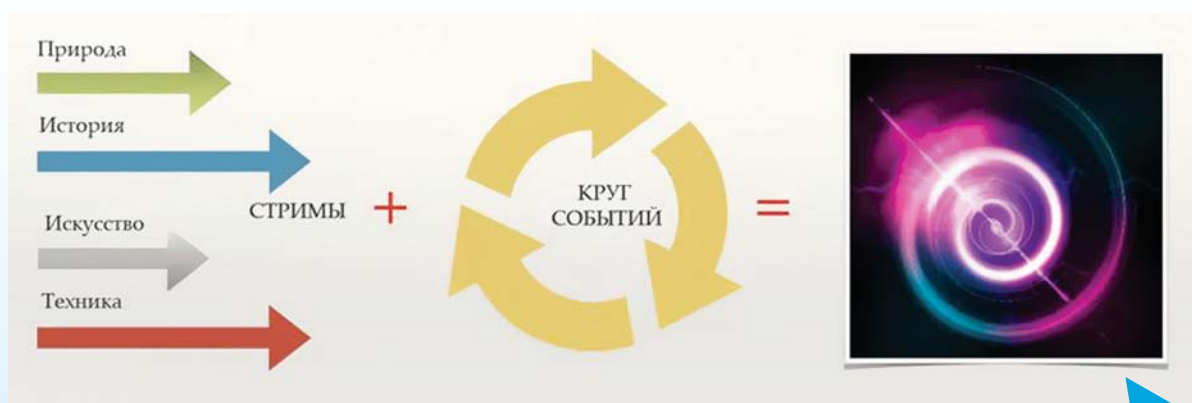 Природа
История
Искусство
Техника
СТРИМЫ
+
КРУГ
СОБЫТИЙ
=